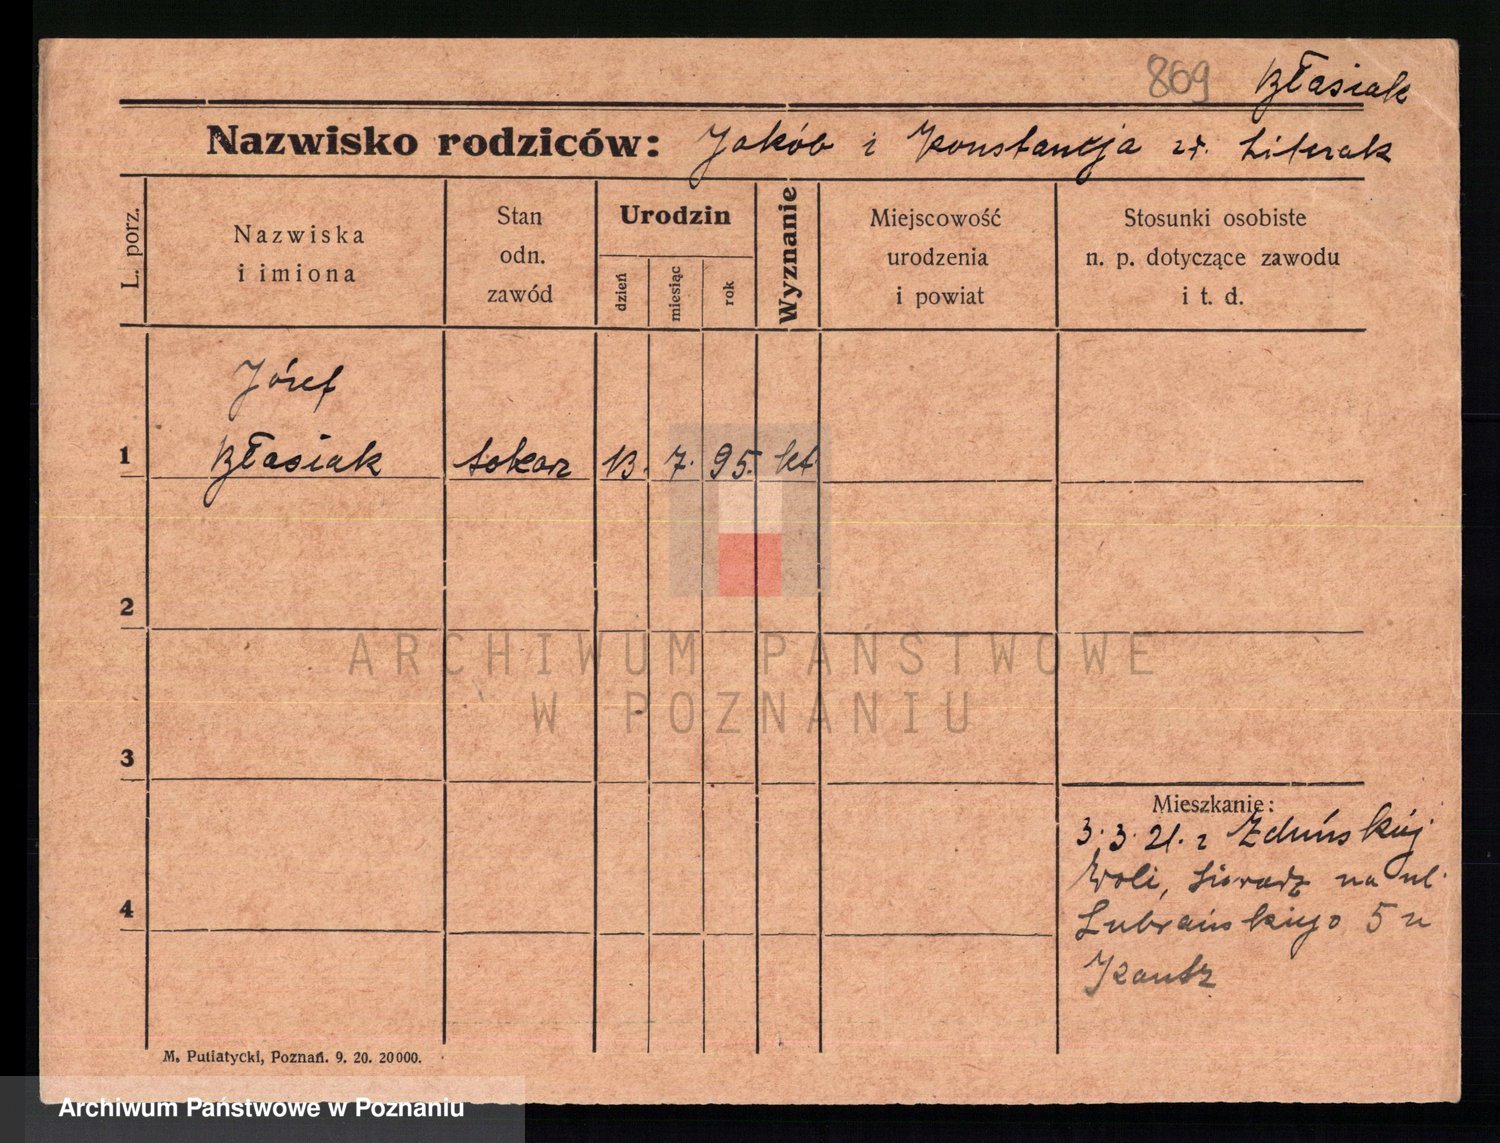 869 Błasiak
Nazwisko rodziców: Jakób i Konstancja zd. Literak
L. porz.
Nazwiska
i imiona
Stan
odn.
zawód
Urodzin
dzień
miesiąc
rok
Wyznanie
Miejscowość
urodzenia
i powiat
Stosunki osobiste
n. p. dotyczące zawodu
i t. d.
Józef
1 Błasiak tokarz 13. 7. 95. kt.
2
3
4
Mieszkanie:
3. 3. 21. z Zduńskiej
Woli, Sieradz na ul.
Lubrańskiego 5 u
Kantz
M. Putiatycki, Poznań. 9. 20. 20000.
ARCHIWUM PAŃSTWOWE
W POZNANIU
Archiwum Państwowe w Poznaniu